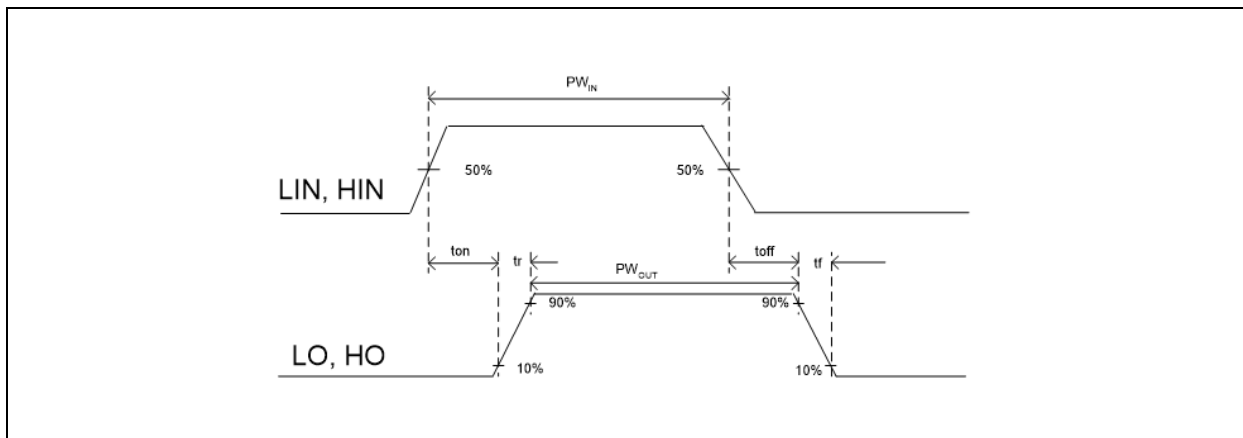 PW_IN
50% 50%
LIN, HIN
ton tr toff tf
PW_OUT
90% 90%
LO, HO
10% 10%